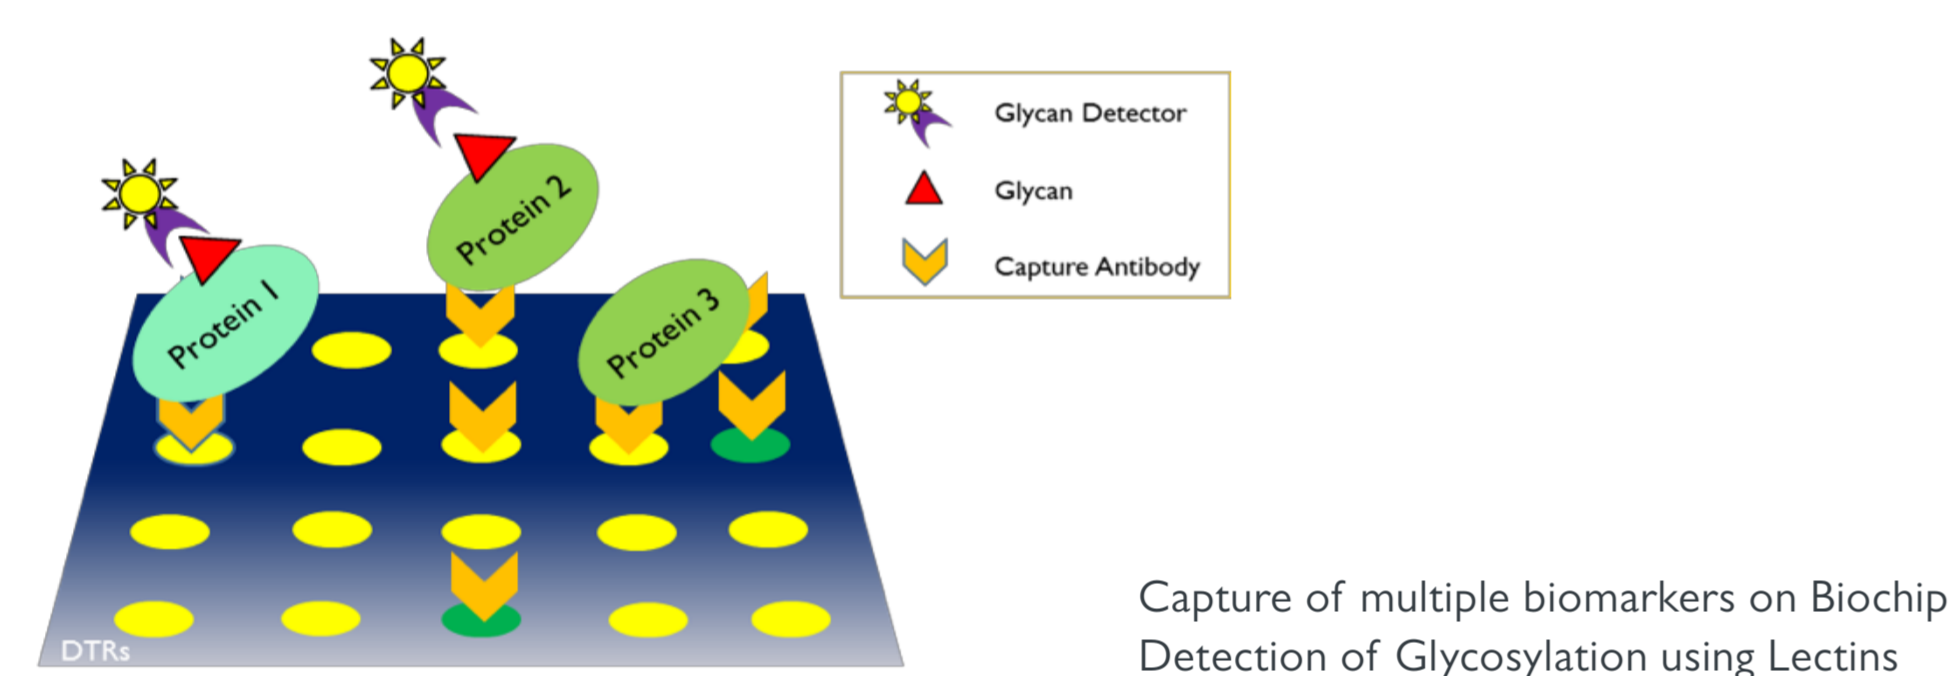 Protein 1
Protein 2
Protein 3
DTRs
Glycan Detector
Glycan
Capture Antibody
Capture of multiple biomarkers on Biochip
Detection of Glycosylation using Lectins